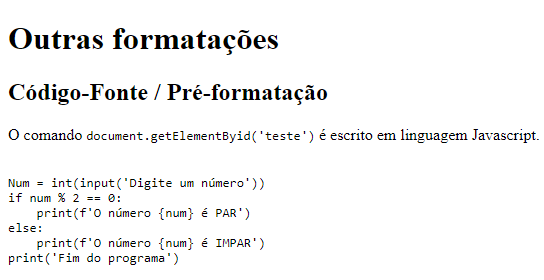 Outras formatações
Código-Fonte / Pré-formatação
O comando document.getElementByid('teste') é escrito em linguagem Javascript.
Num = int(input('Digite um número'))
if num % 2 == 0:
    print(f'O número {num} é PAR')
else:
    print(f'O número {num} é IMPAR')
print('Fim do programa')